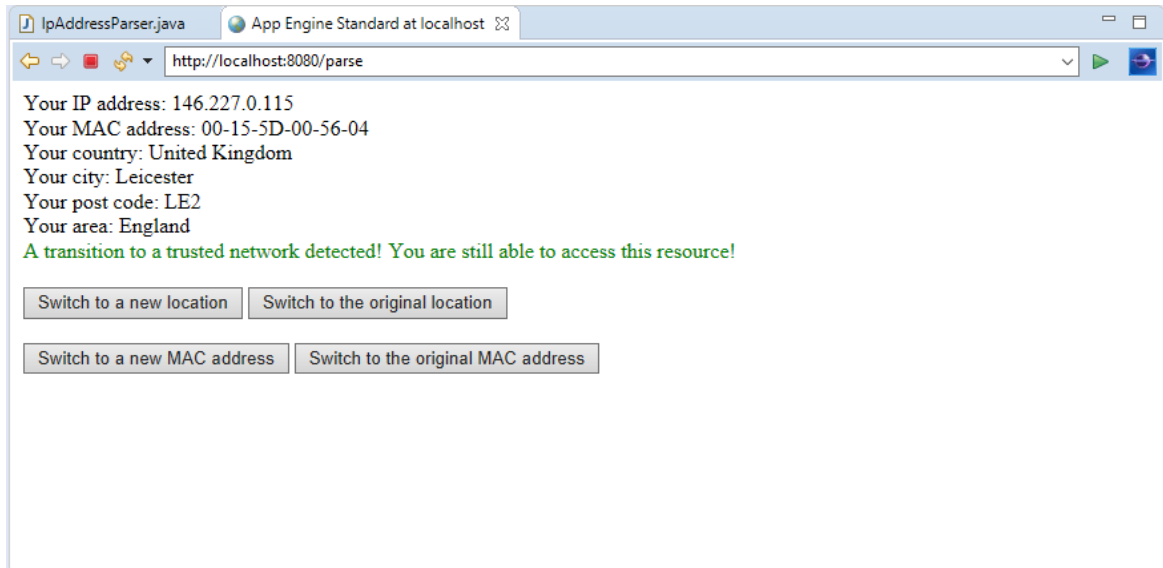 IpAddressParser.java App Engine Standard at localhost
http://localhost:8080/parse
Your IP address: 146.227.0.115
Your MAC address: 00-15-5D-00-56-04
Your country: United Kingdom
Your city: Leicester
Your post code: LE2
Your area: England
A transition to a trusted network detected! You are still able to access this resource!
Switch to a new location Switch to the original location
Switch to a new MAC address Switch to the original MAC address